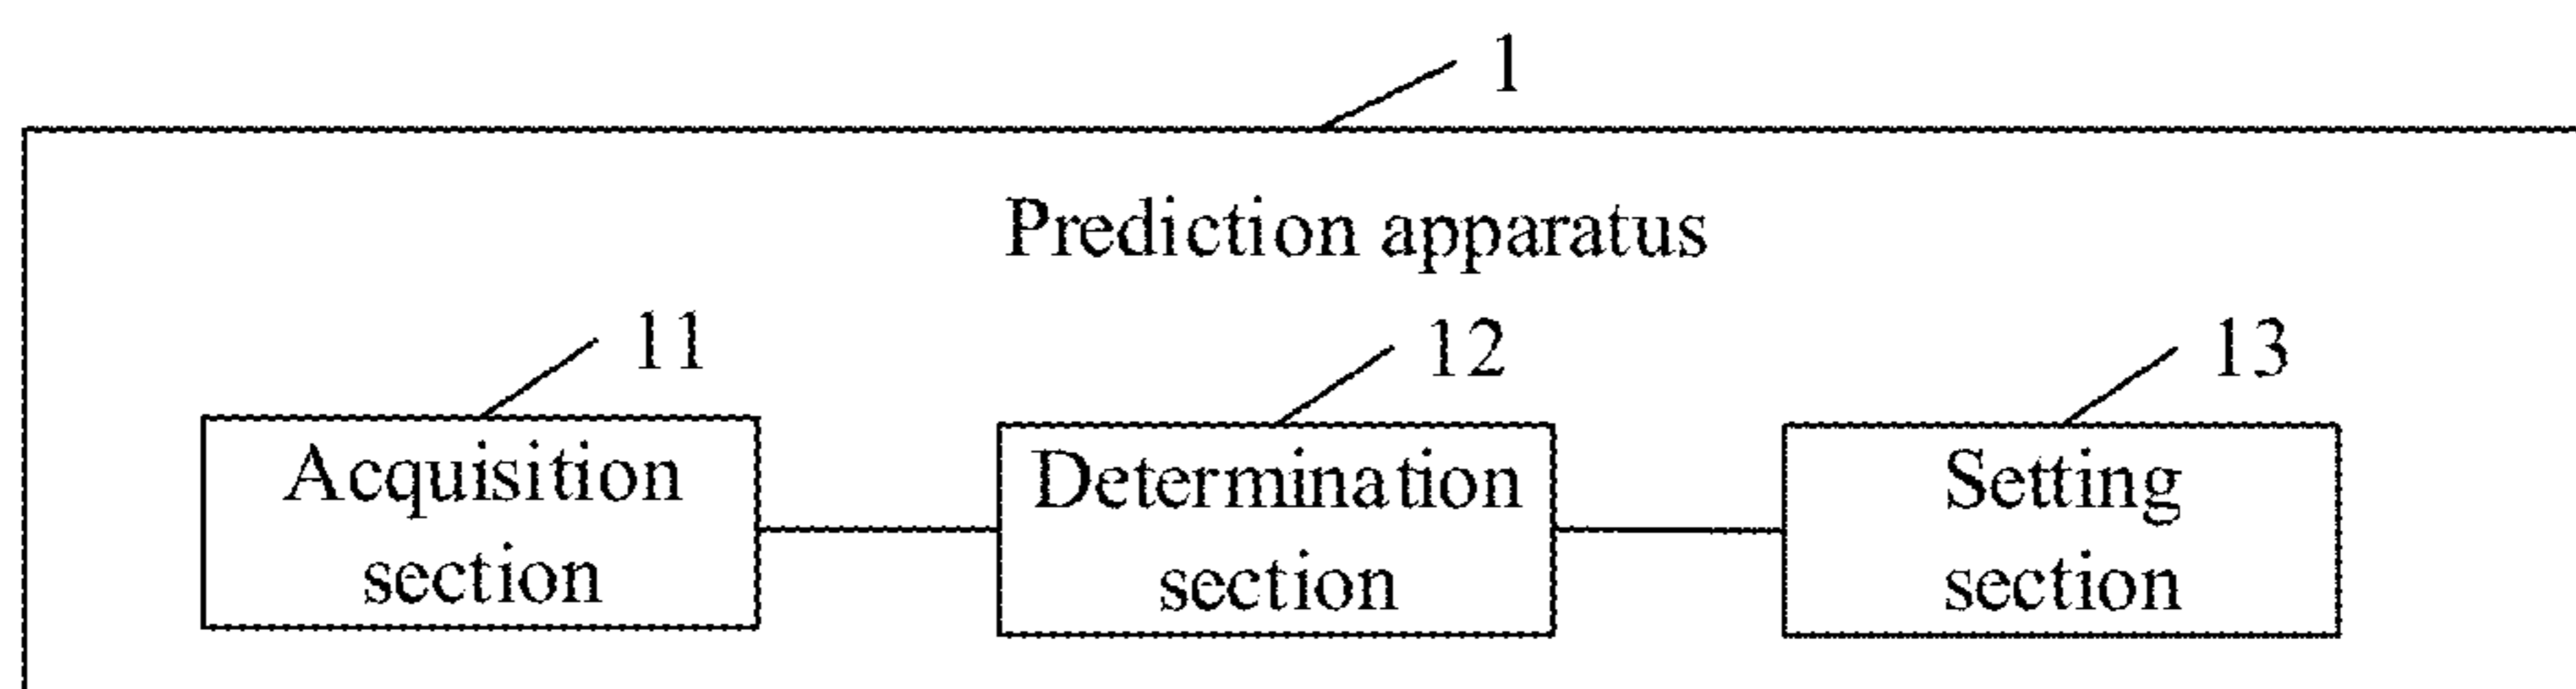 1
Prediction apparatus
11
12
13
Acquisition
section
Determination
section
Setting
section